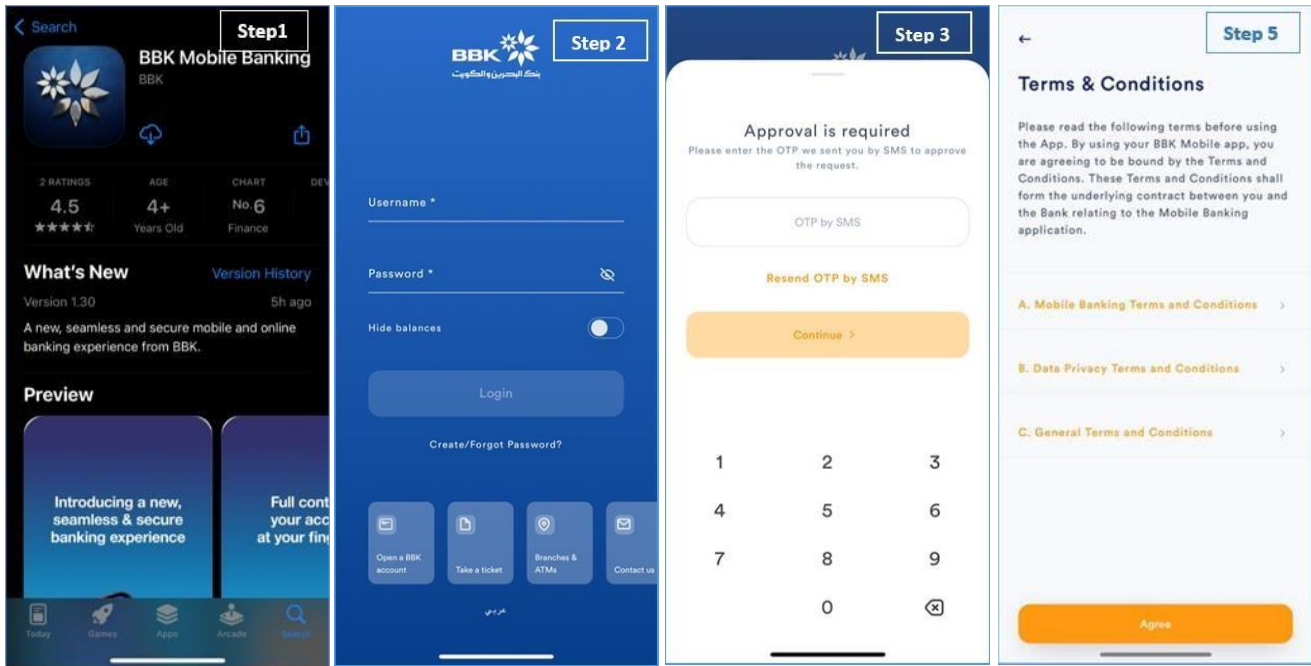 Search
Step1
BBK Mobile Banking
BBK
2 RATINGS
AGE
CHART
DEV
4.5
4+
No.6
Years Old
Finance
What's New
Version History
Version 1.30
5h ago
A new, seamless and secure mobile and online
banking experience from BBK.
Preview
Introducing a new,
seamless & secure
banking experience
Full cont
your acc
at your fing
Today
Games
Apps
Arcade
Search
Step 2
BBK
بنك البحرين والكويت
Username *
Password *
Hide balances
Login
Create/Forgot Password?
Open a BBK
account
Take a ticket
Branches &
ATMs
Contact us
عربي
Step 3
Approval is required
Please enter the OTP we sent you by SMS to approve
the request.
OTP by SMS
Resend OTP by SMS
Continue >
1 2 3
4 5 6
7 8 9
0
Step 5
Terms & Conditions
Please read the following terms before using
the App. By using your BBK Mobile app, you
are agreeing to be bound by the Terms and
Conditions. These Terms and Conditions shall
form the underlying contract between you and
the Bank relating to the Mobile Banking
application.
A. Mobile Banking Terms and Conditions
B. Data Privacy Terms and Conditions
C. General Terms and Conditions
Agree